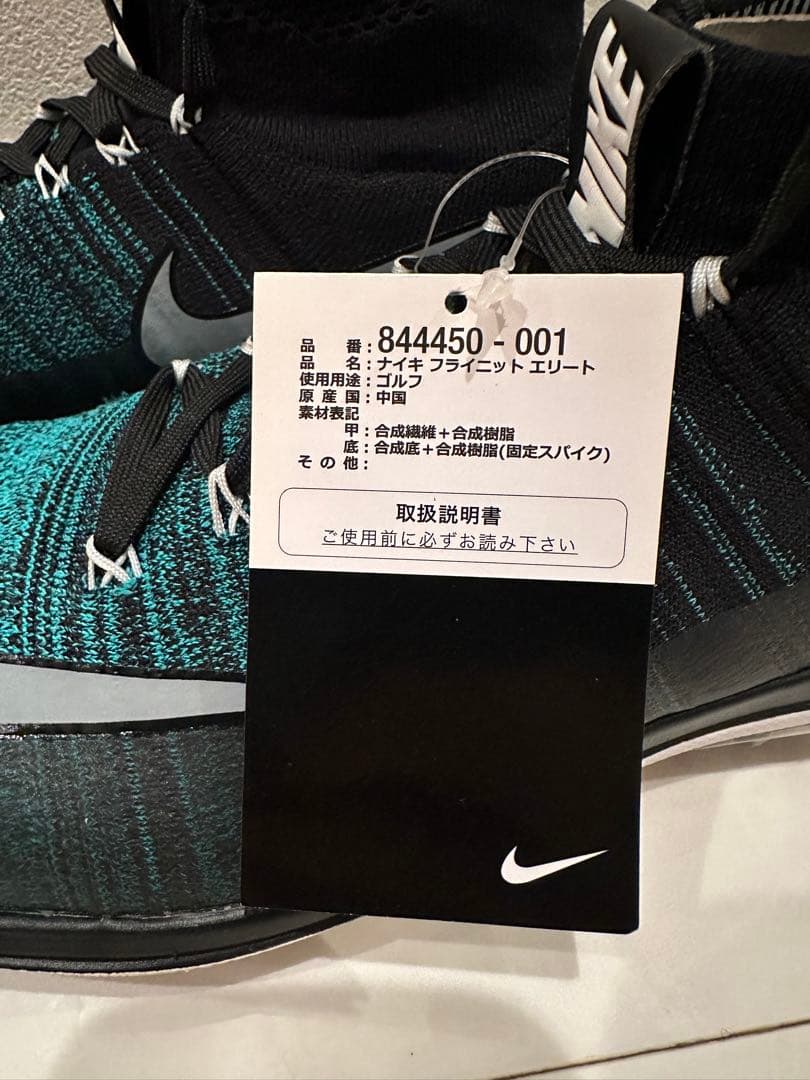 NIKE
品 番：844450 - 001
品 名：ナイキ フライニット エリート
使用用途：ゴルフ
原 産 国：中国
素材表記
甲：合成繊維＋合成樹脂
底：合成底＋合成樹脂(固定スパイク)
そ の 他：
取扱説明書
ご使用前に必ずお読み下さい